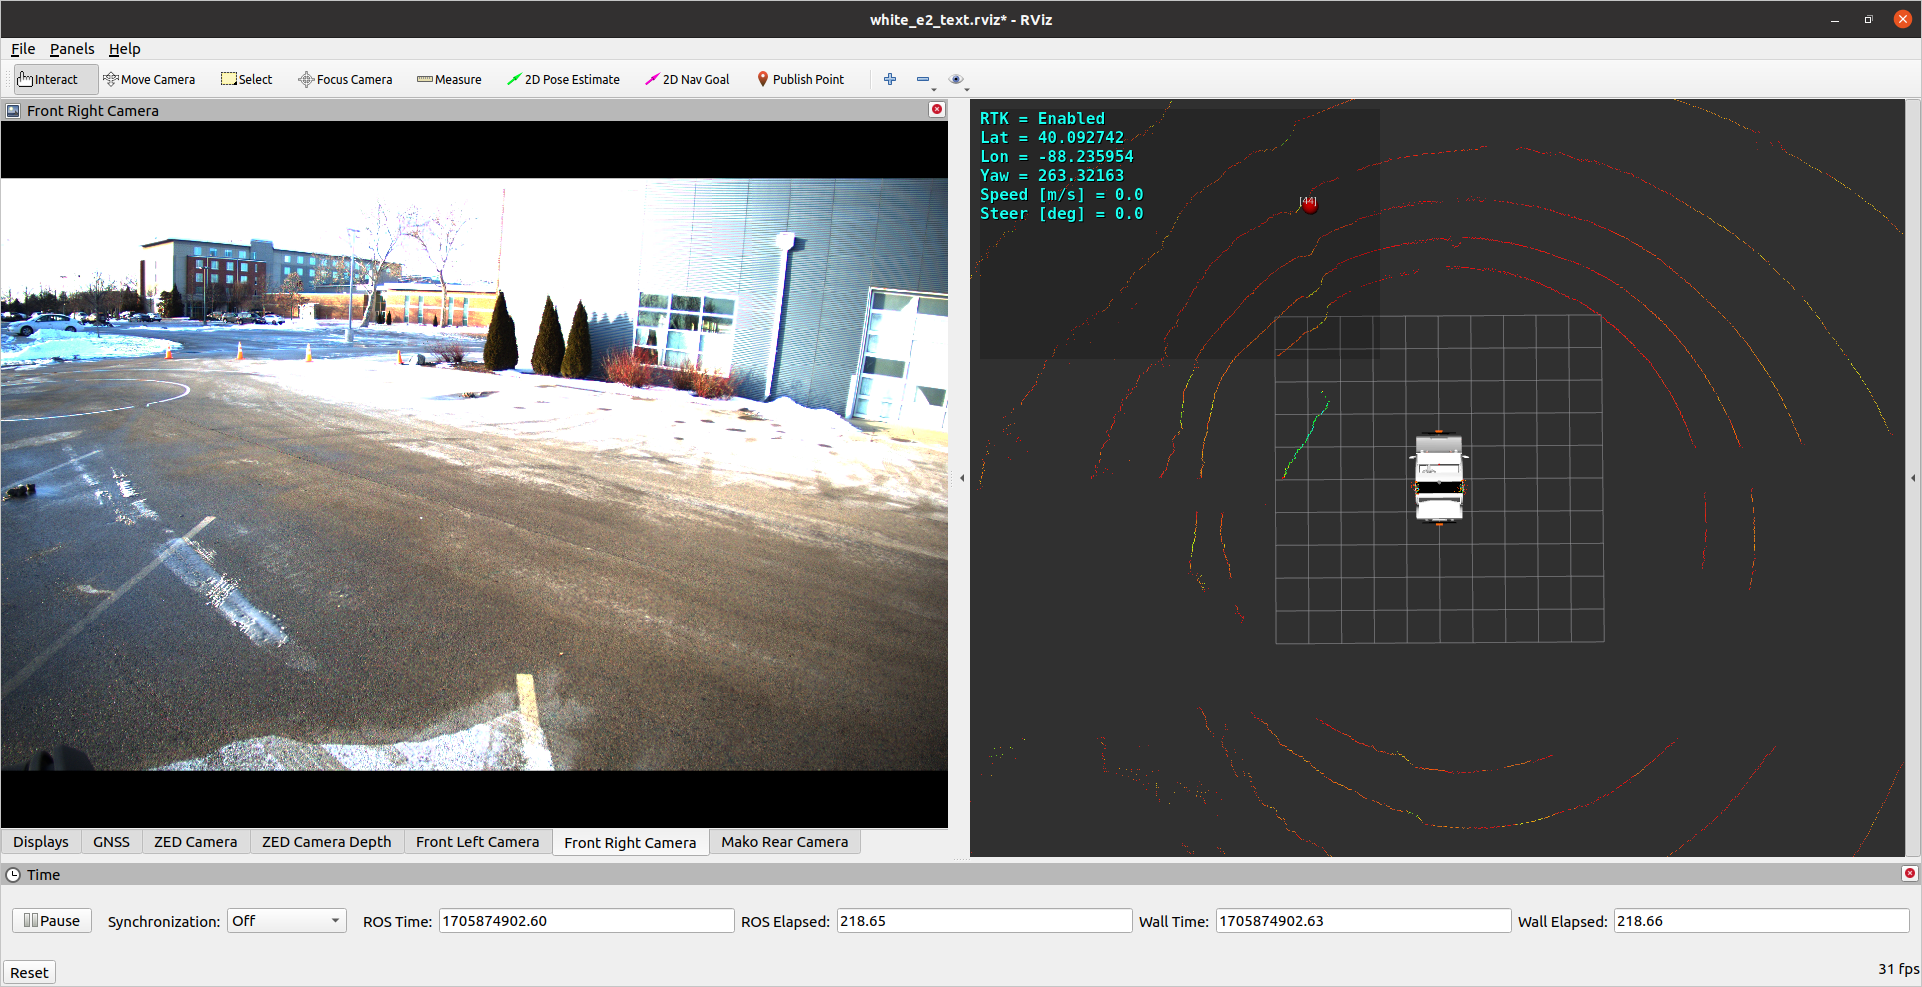 white_e2_text.rviz* - RViz
File Panels Help
Interact Move Camera Select Focus Camera Measure 2D Pose Estimate 2D Nav Goal Publish Point
Front Right Camera
RTK = Enabled
Lat = 40.092742
Lon = -88.235954
Yaw = 263.32163
Speed [m/s] = 0.0
Steer [deg] = 0.0
[44]
Displays GNSS ZED Camera ZED Camera Depth Front Left Camera Front Right Camera Mako Rear Camera
Time
Pause Synchronization: Off ROS Time: 1705874902.60 ROS Elapsed: 218.65 Wall Time: 1705874902.63 Wall Elapsed: 218.66
Reset 31 fps